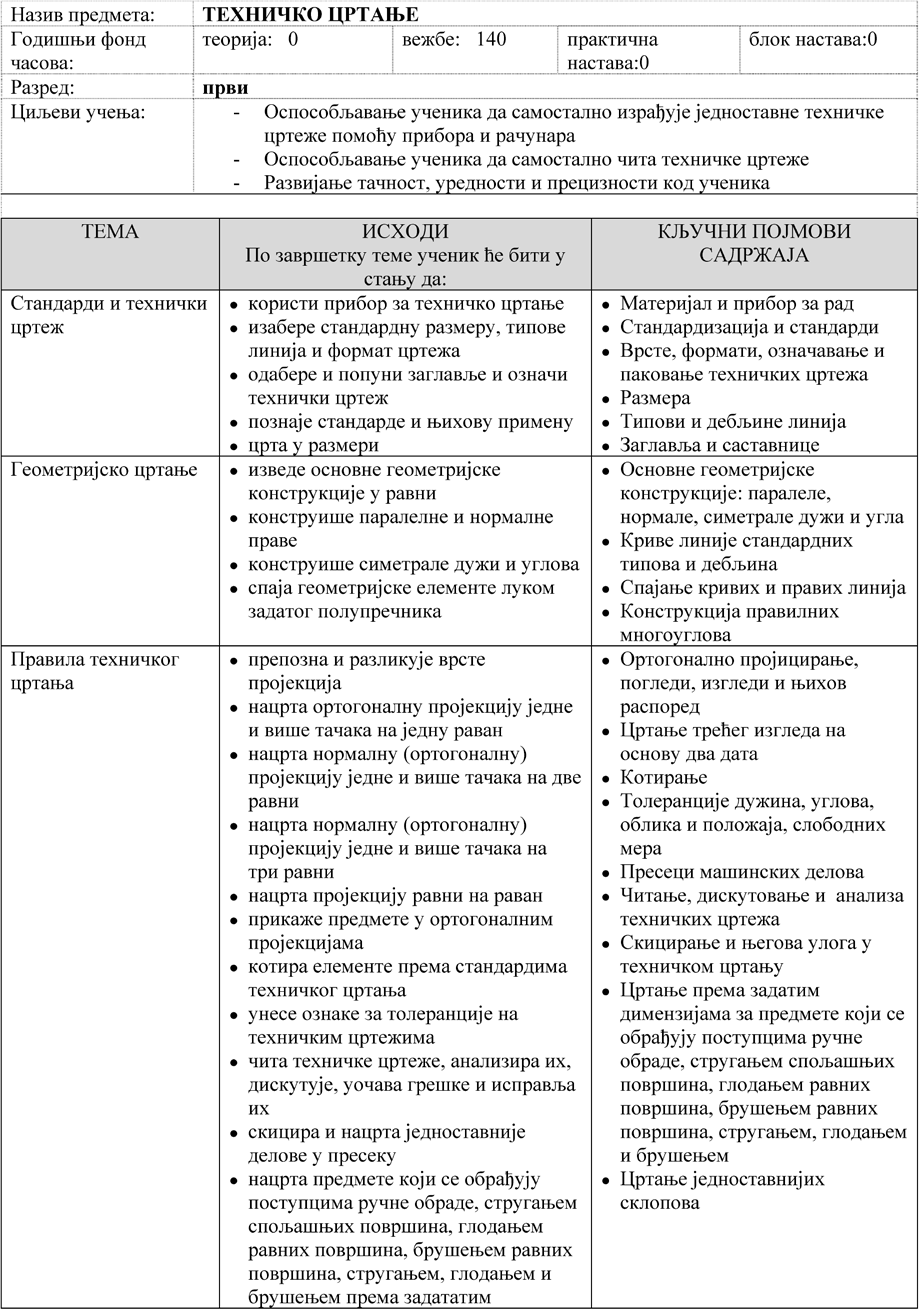 Назив предмета: ТЕХНИЧКО ЦРТАЊЕ
Годишњи фонд часова: теорија: 0 вежбе: 140 практична настава:0 блок настава:0
Разред: први
Циљеви учења:
- Оспособљавање ученика да самостално израђује једноставне техничке
цртеже помоћу прибора и рачунара
- Оспособљавање ученика да самостално чита техничке цртеже
- Развијање тачност, уредности и прецизности код ученика
ТЕМА
ИСХОДИ
По завршетку теме ученик ће бити у
стању да:
КЉУЧНИ ПОЈМОВИ
САДРЖАЈА
Стандарди и технички
цртеж
• користи прибор за техничко цртање
• изабере стандардну размеру, типове
линија и формат цртежа
• одабере и попуни заглавље и означи
технички цртеж
• познаје стандарде и њихову примену
• црта у размери
• Материјал и прибор за рад
• Стандардизација и стандарди
• Врсте, формати, означавање и
паковање техничких цртежа
• Размера
• Типови и дебљине линија
• Заглавља и саставнице
Геометријско цртање
• изведе основне геометријске
конструкције у равни
• конструише паралелне и нормалне
праве
• конструише симетрале дужи и углова
• спаја геометријске елементе луком
задатог полупречника
• Основне геометријске
конструкције: паралеле,
нормале, симетрале дужи и угла
• Криве линије стандардних
типова и дебљина
• Спајање кривих и правих линија
• Конструкција правилних
многоуглова
Правила техничког
цртања
• препозна и разликује врсте
пројекција
• нацрта ортогоналну пројекцију једне
и више тачака на једну раван
• нацрта нормалну (ортогоналну)
пројекцију једне и више тачака на две
равни
• нацрта нормалну (ортогоналну)
пројекцију једне и више тачака на
три равни
• нацрта пројекцију равни на раван
• прикаже предмете у ортогоналним
пројекцијама
• котира елементе према стандардима
техничког цртања
• унесе ознаке за толеранције на
техничким цртежима
• чита техничке цртеже, анализира их,
дискутује, уочава грешке и исправља
их
• скицира и нацрта једноставније
делове у пресеку
• нацрта предмете који се обрађују
поступцима ручне обраде, стругањем
спољашњих површина, глодањем
равних површина, брушењем равних
површина, стругањем, глодањем и
брушењем према задататим
• Ортогонално пројицирање,
погледи, изгледи и њихов
распоред
• Цртање трећег изгледа на
основу два дата
• Котирање
• Толеранције дужина, углова,
облика и положаја, слободних
мера
• Пресеци машинских делова
• Читање, дискутовање и анализа
техничких цртежа
• Скицирање и његова улога у
техничком цртању
• Цртање према задатим
димензијама за предмете који се
обрађују поступцима ручне
обраде, стругањем спољашњих
површина, глодањем равних
површина, брушењем равних
површина, стругањем, глодањем
и брушењем
• Цртање једноставнијих
склопова